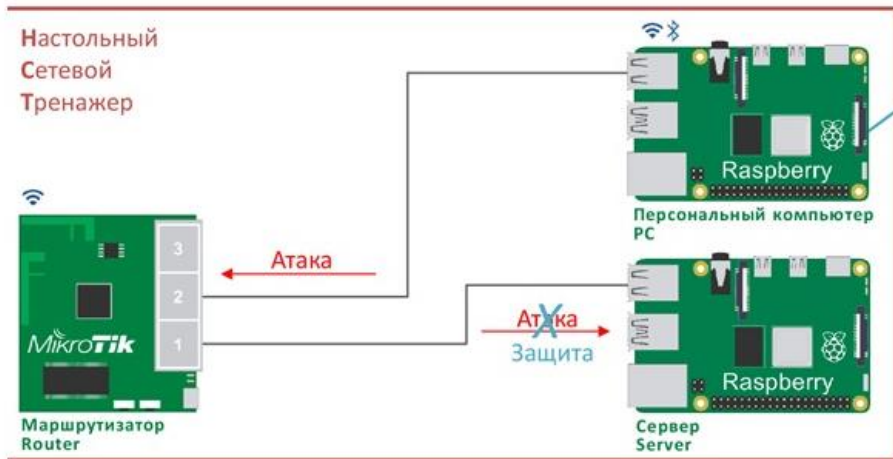 Настольный
Сетевой
Тренажер
Raspberry
Персональный компьютер
PC
3
2
1
Атака
Атака
Защита
MikroTik
Маршрутизатор
Router
Raspberry
Сервер
Server